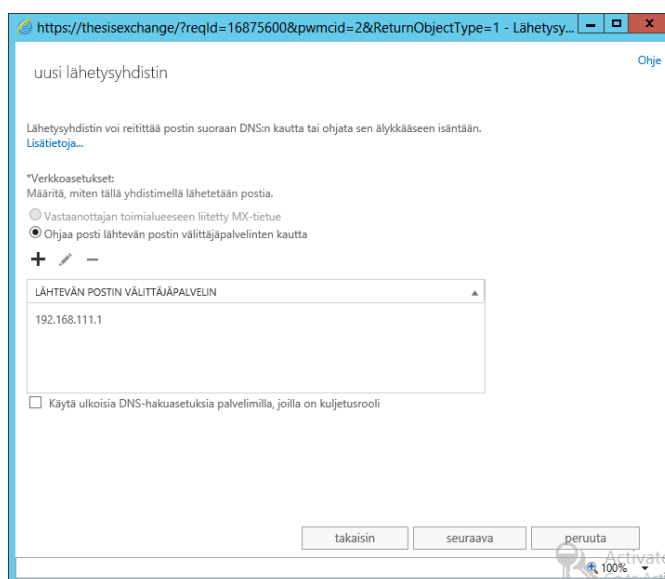 https://thesisexchange/?reqId=16875600&pwmcid=2&ReturnObjectType=1 - Lähetysy...
Ohje
uusi lähetysyhdistin
Lähetysyhdistin voi reitittää postin suoraan DNS:n kautta tai ohjata sen älykkääseen isäntään.
Lisätietoja...
*Verkkoasetukset:
Määritä, miten tällä yhdistimellä lähetetään postia.
Vastaanottajan toimialueeseen liitetty MX-tietue
Ohjaa posti lähtevän postin välittäjäpalvelinten kautta
LÄHTEVÄN POSTIN VÄLITTÄJÄPALVELIN
192.168.111.1
Käytä ulkoisia DNS-hakuasetuksia palvelimilla, joilla on kuljetusrooli
takaisin seuraava peruuta
Activate
100%